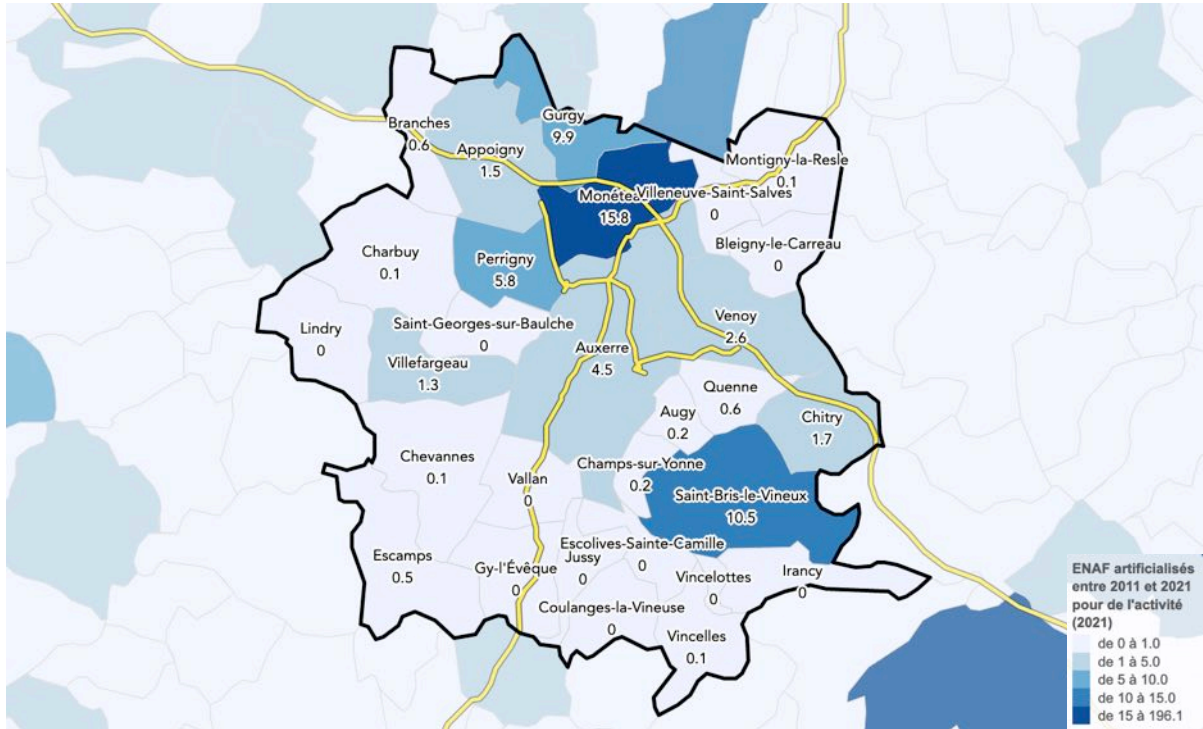 Gurgy
9.9
Branches
0.6
Appoigny
1.5
Montigny-la-Resle
0.1
Villeneuve-Saint-Salves
0
15.8
Bleigny-le-Carreau
0
Charbuy
0.1
Perrigny
5.8
Lindry
0
Saint-Georges-sur-Baulche
0
Auxerre
4.5
Venoy
2.6
Villefargeau
1.3
Quenne
0.6
Augy
0.2
Chitry
1.7
Chevannes
0.1
Vallan
0
Champs-sur-Yonne
0.2
Saint-Bris-le-Vineux
10.5
Escolives-Sainte-Camille
0
Jussy
0
Escamps
0.5
Gy-l'Évêque
0
Vincelottes
0
Irancy
0
Coulanges-la-Vineuse
0
Vincelles
0.1
ENAF artificialisés
entre 2011 et 2021
pour de l'activité
(2021)
de 0 à 1.0
de 1 à 5.0
de 5 à 10.0
de 10 à 15.0
de 15 à 196.1